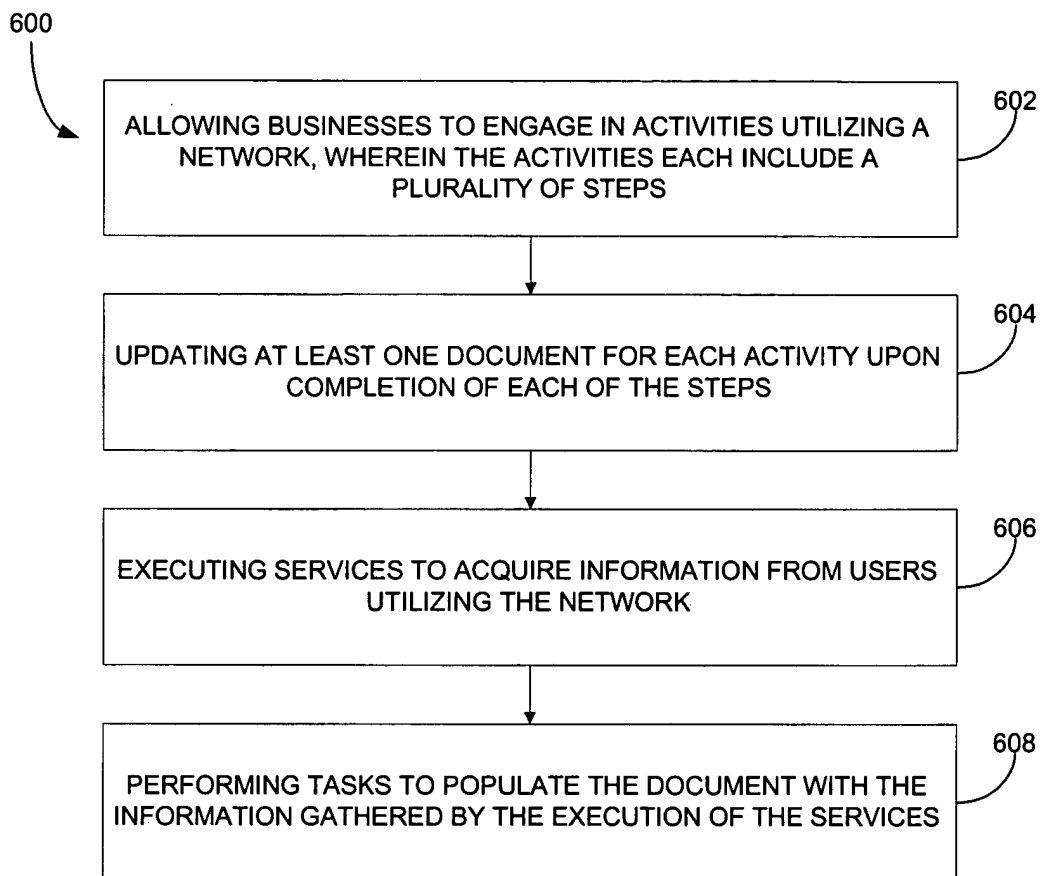 600
602
ALLOWING BUSINESSES TO ENGAGE IN ACTIVITIES UTILIZING A
NETWORK, WHEREIN THE ACTIVITIES EACH INCLUDE A
PLURALITY OF STEPS
604
UPDATING AT LEAST ONE DOCUMENT FOR EACH ACTIVITY UPON
COMPLETION OF EACH OF THE STEPS
606
EXECUTING SERVICES TO ACQUIRE INFORMATION FROM USERS
UTILIZING THE NETWORK
608
PERFORMING TASKS TO POPULATE THE DOCUMENT WITH THE
INFORMATION GATHERED BY THE EXECUTION OF THE SERVICES